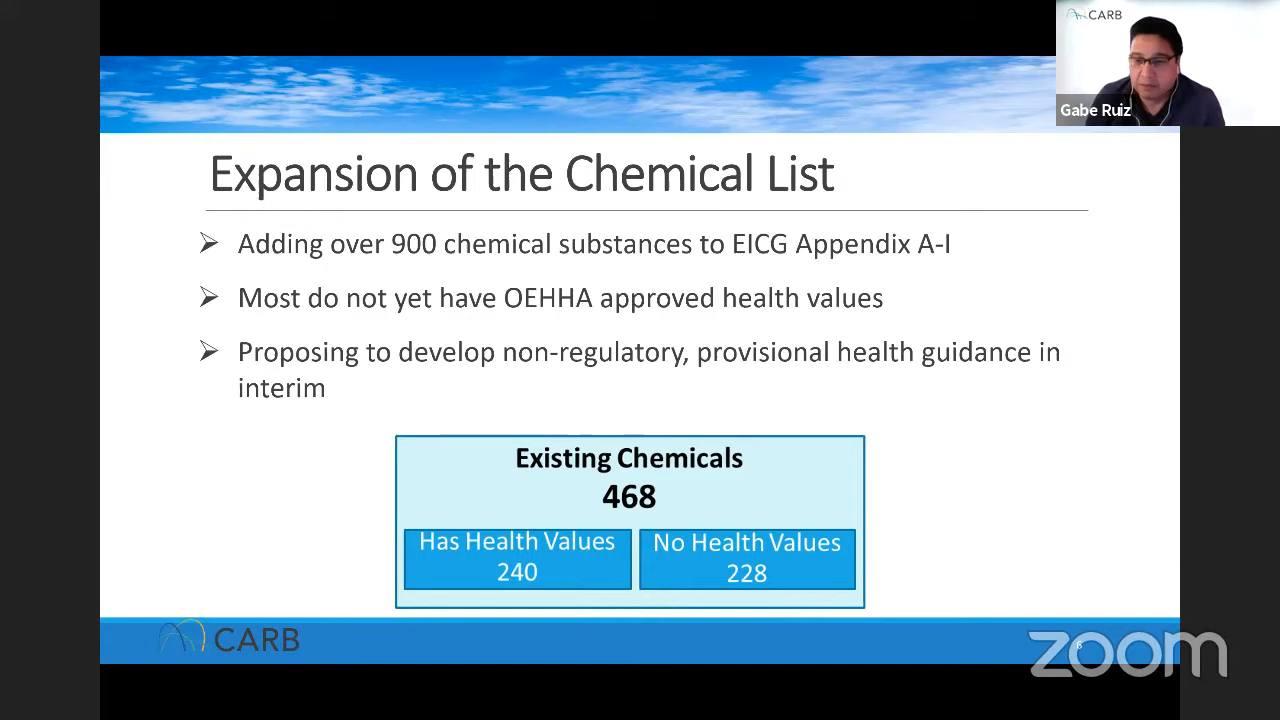 CARB
Gabe Ruiz
Expansion of the Chemical List
Adding over 900 chemical substances to EICG Appendix A-I
Most do not yet have OEHHA approved health values
Proposing to develop non-regulatory, provisional health guidance in
interim
Existing Chemicals
468
Has Health Values
240
No Health Values
228
CARB
6
zoom